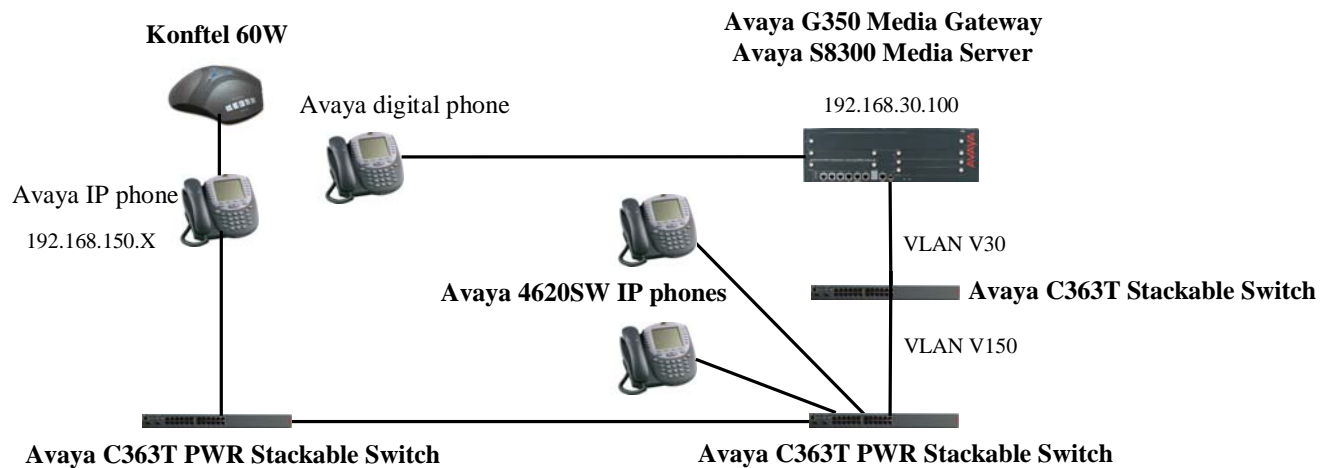 Konftel 60W
Avaya G350 Media Gateway
Avaya S8300 Media Server
Avaya digital phone
192.168.30.100
AVAYA
Avaya IP phone
192.168.150.X
VLAN V30
Avaya 4620SW IP phones
Avaya C363T Stackable Switch
VLAN V150
Avaya C363T PWR Stackable Switch
Avaya C363T PWR Stackable Switch